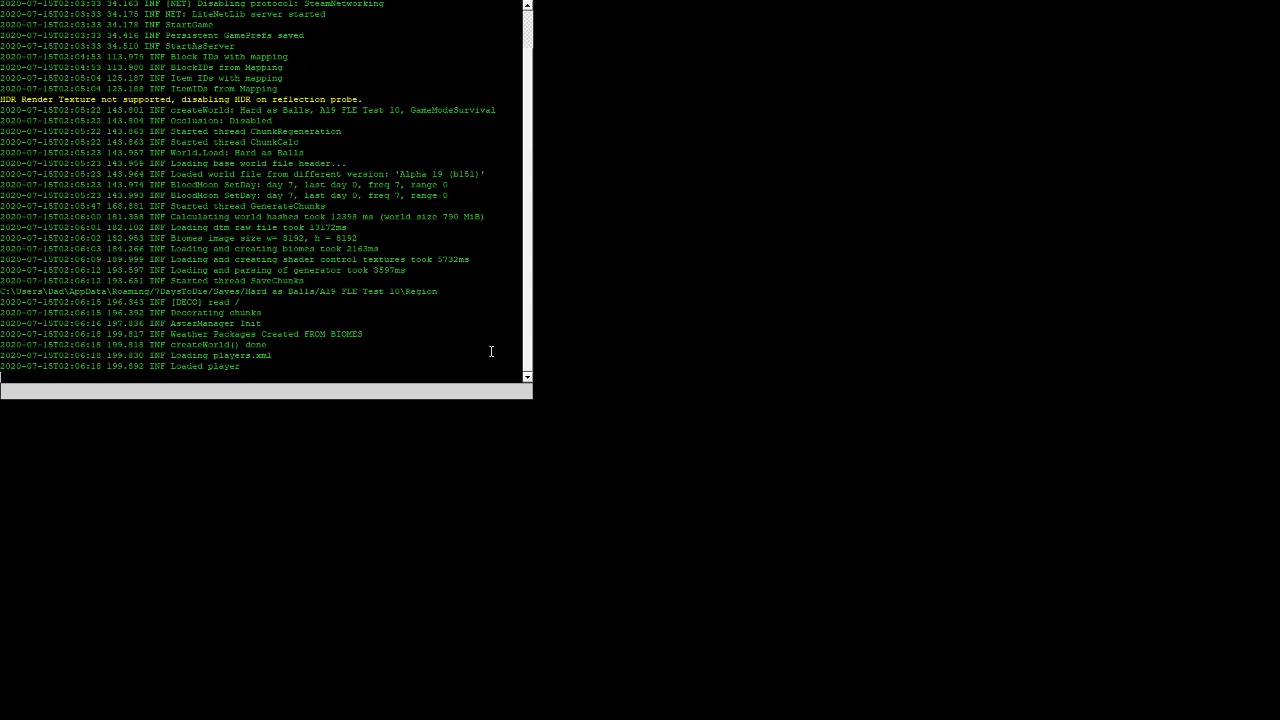 2020-07-15T02:03:33 34.163 INF [NET] Disabling protocol: SteamNetworking
2020-07-15T02:03:33 34.175 INF NET: LiteNetLib server started
2020-07-15T02:03:33 34.178 INF StartGame
2020-07-15T02:03:33 34.416 INF Persistent GamePrefs saved
2020-07-15T02:03:33 34.510 INF StartAsServer
2020-07-15T02:04:53 113.979 INF Block IDs with mapping
2020-07-15T02:04:53 113.980 INF BlockIDs from Mapping
2020-07-15T02:05:04 125.187 INF Item IDs with mapping
2020-07-15T02:05:04 125.188 INF ItemIDs from Mapping
HDR Render Texture not supported, disabling HDR on reflection probe.
2020-07-15T02:05:22 143.801 INF createWorld: Hard as Balls, A19 FLE Test 10, GameModeSurvival
2020-07-15T02:05:22 143.804 INF Occlusion: Disabled
2020-07-15T02:05:22 143.863 INF Started thread ChunkRegeneration
2020-07-15T02:05:22 143.863 INF Started thread ChunkCalc
2020-07-15T02:05:23 143.957 INF World.Load: Hard as Balls
2020-07-15T02:05:23 143.959 INF Loading base world file header...
2020-07-15T02:05:23 143.964 INF Loaded world file from different version: 'Alpha 19 (b151)'
2020-07-15T02:05:23 143.974 INF BloodMoon SetDay: day 7, last day 0, freq 7, range 0
2020-07-15T02:05:23 143.993 INF BloodMoon SetDay: day 7, last day 0, freq 7, range 0
2020-07-15T02:05:47 168.881 INF Started thread GenerateChunks
2020-07-15T02:06:00 181.358 INF Calculating world hashes took 12398 ms (world size 790 MiB)
2020-07-15T02:06:01 182.102 INF Loading dtm raw file took 13172ms
2020-07-15T02:06:02 182.953 INF Biomes image size w= 8192, h = 8192
2020-07-15T02:06:03 184.266 INF Loading and creating biomes took 2163ms
2020-07-15T02:06:09 189.999 INF Loading and creating shader control textures took 5732ms
2020-07-15T02:06:12 193.597 INF Loading and parsing of generator took 3597ms
2020-07-15T02:06:12 193.651 INF Started thread SaveChunks
C:\Users\Dad\AppData\Roaming/7DaysToDie/Saves/Hard as Balls/A19 FLE Test 10\Region
2020-07-15T02:06:15 196.343 INF [DECO] read /
2020-07-15T02:06:15 196.392 INF Decorating chunks
2020-07-15T02:06:16 197.836 INF AstarManager Init
2020-07-15T02:06:18 199.817 INF Weather Packages Created FROM BIOMES
2020-07-15T02:06:18 199.818 INF createWorld() done
2020-07-15T02:06:18 199.830 INF Loading players.xml
2020-07-15T02:06:18 199.892 INF Loaded player